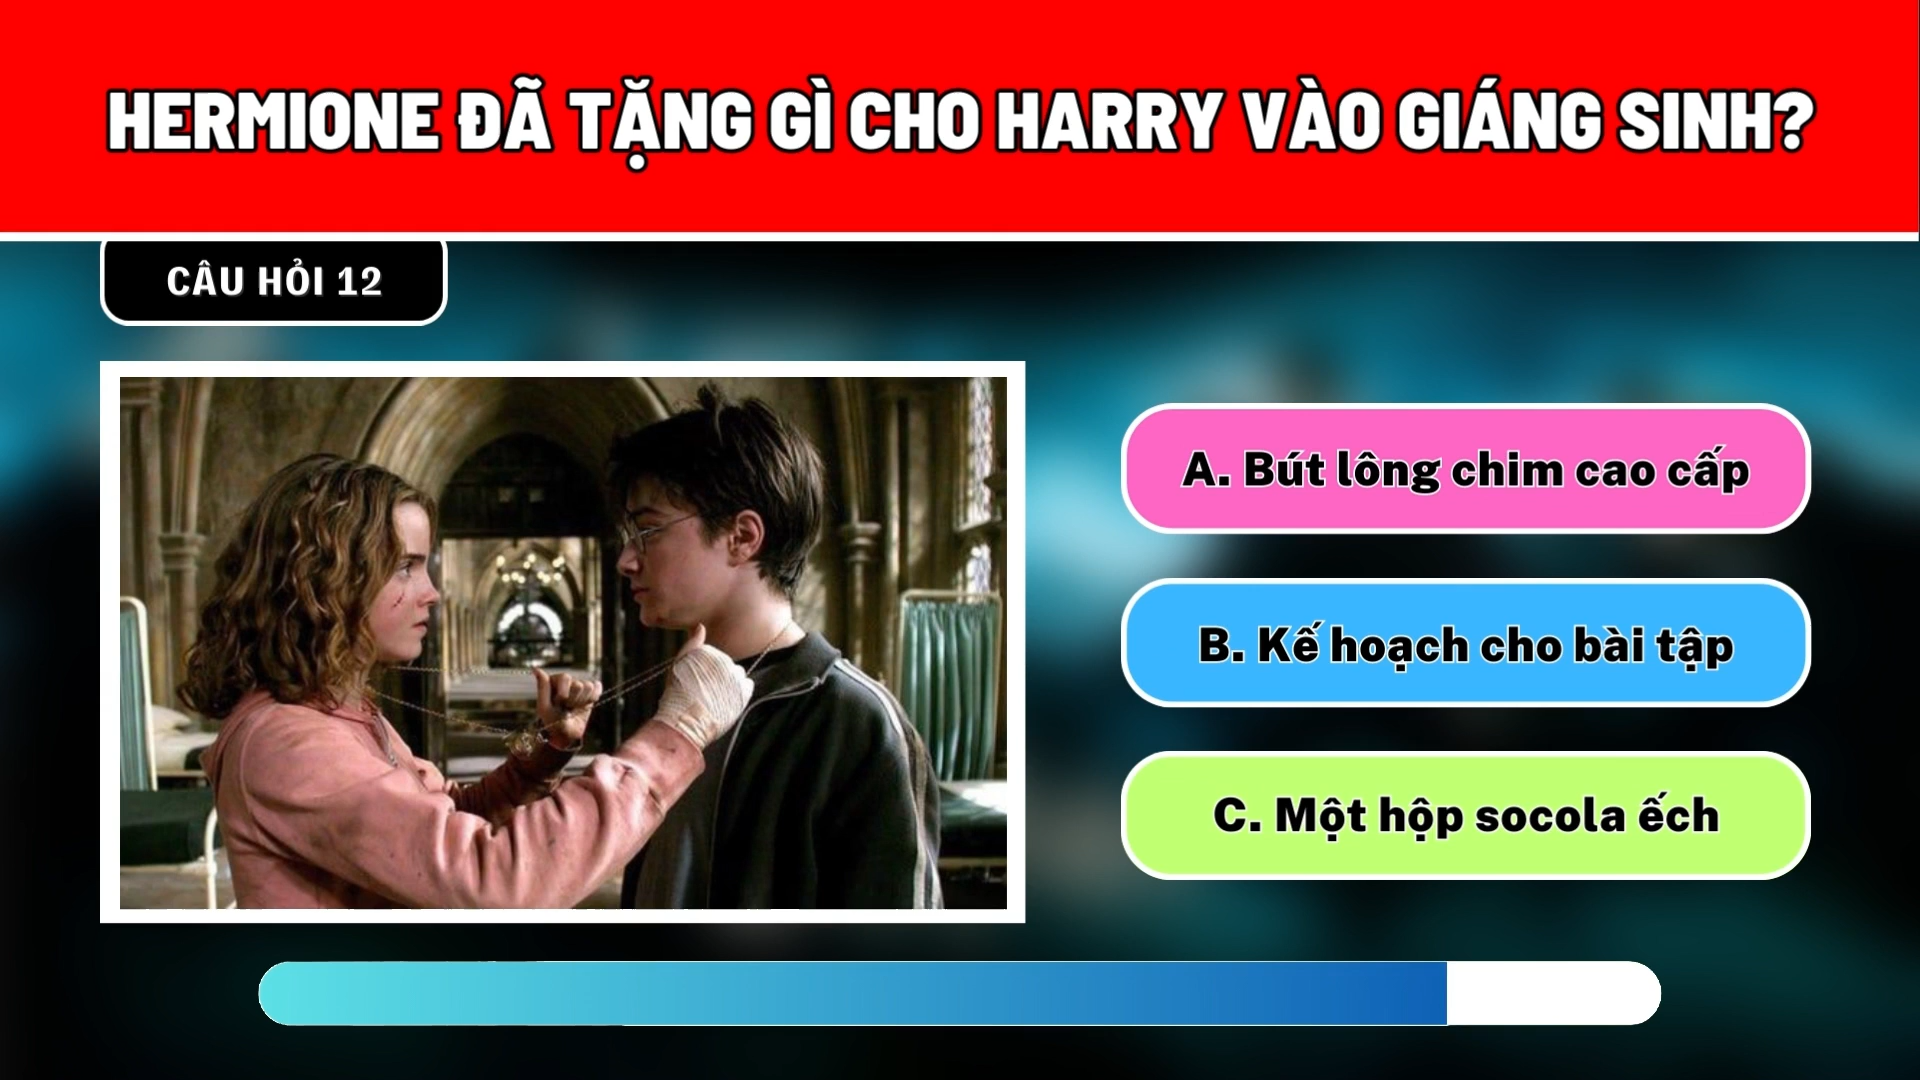 HERMIONE ĐÃ TẶNG GÌ CHO HARRY VÀO GIÁNG SINH?
CÂU HỎI 12
A. Bút lông chim cao cấp
B. Kế hoạch cho bài tập
C. Một hộp socola ếch